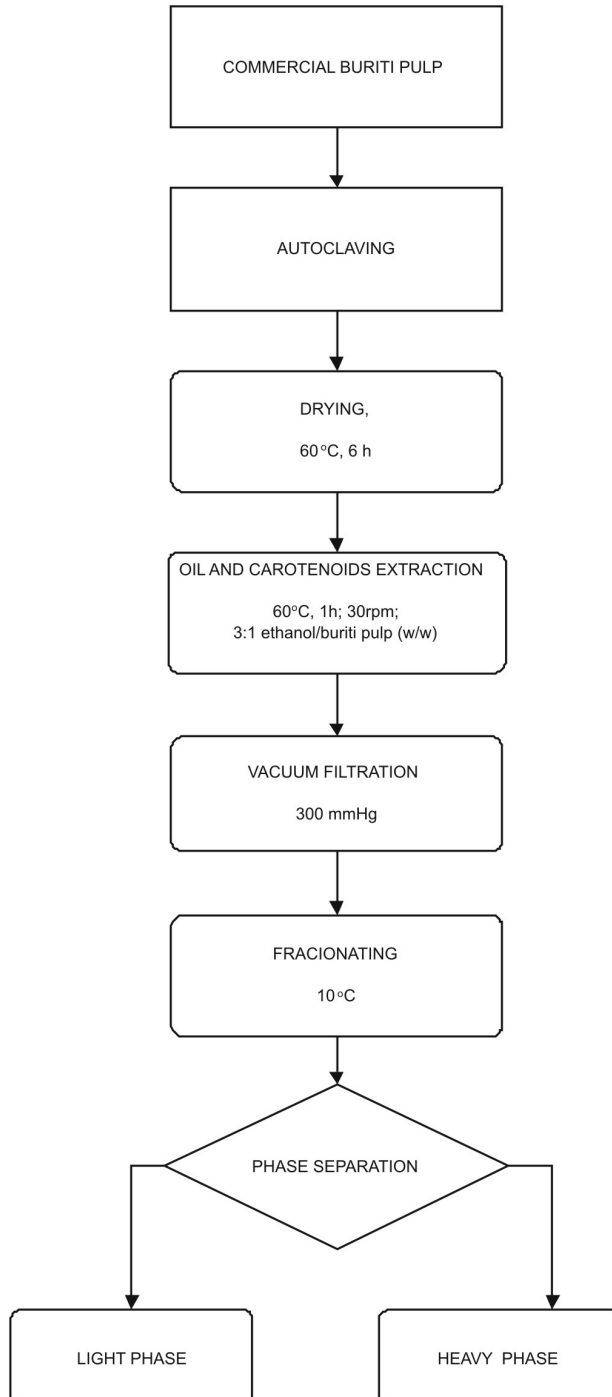 COMMERCIAL BURITI PULP
AUTOCLAVING
DRYING,
60°C, 6 h
OIL AND CAROTENOIDS EXTRACTION
60°C, 1h; 30rpm;
3:1 ethanol/buriti pulp (w/w)
VACUUM FILTRATION
300 mmHg
FRACIONATING
10°C
PHASE SEPARATION
LIGHT PHASE
HEAVY PHASE